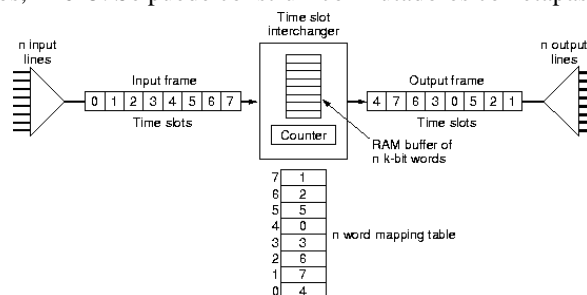 Time slot
interchanger
n input
lines
n output
lines
Input frame
Output frame
0 1 2 3 4 5 6 7
4 7 6 3 0 5 2 1
Time slots
Time slots
Counter
RAM buffer of
n k-bit words
7 1
6 2
5 5
4 0
3 3
2 6
1 7
0 4
n word mapping table